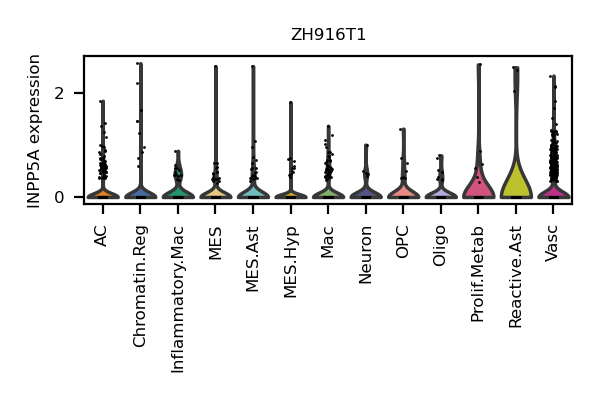 ZH916T1
INPP5A expression
2
0
AC
Chromatin.Reg
Inflammatory.Mac
MES
MES.Ast
MES.Hyp
Mac
Neuron
OPC
Oligo
Prolif.Metab
Reactive.Ast
Vasc